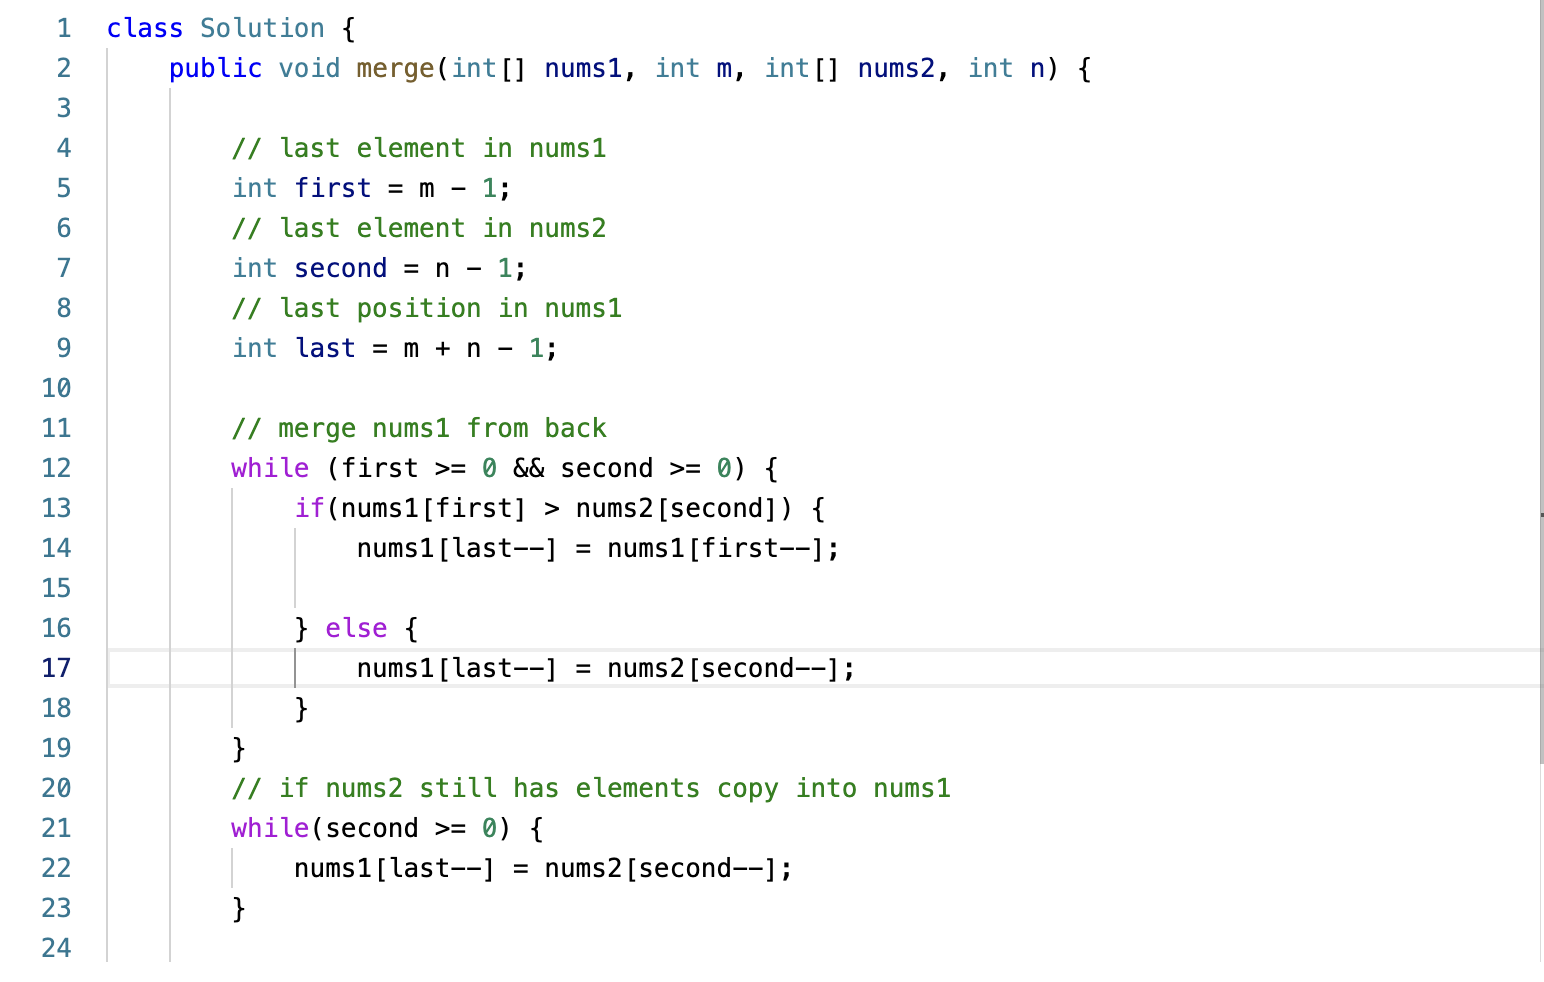 1 class Solution {
2     public void merge(int[] nums1, int m, int[] nums2, int n) {
3
4         // last element in nums1
5         int first = m - 1;
6         // last element in nums2
7         int second = n - 1;
8         // last position in nums1
9         int last = m + n - 1;
10
11         // merge nums1 from back
12         while (first >= 0 && second >= 0) {
13             if(nums1[first] > nums2[second]) {
14                 nums1[last--] = nums1[first--];
15
16             } else {
17                 nums1[last--] = nums2[second--];
18             }
19         }
20         // if nums2 still has elements copy into nums1
21         while(second >= 0) {
22             nums1[last--] = nums2[second--];
23         }
24